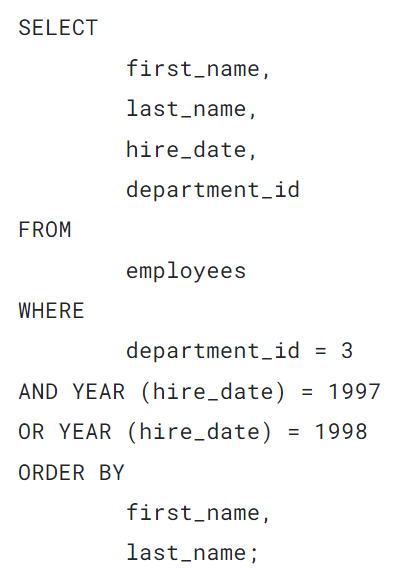 SELECT
first_name,
last_name,
hire_date,
department_id
FROM
employees
WHERE
department_id = 3
AND YEAR (hire_date) = 1997
OR YEAR (hire_date) = 1998
ORDER BY
first_name,
last_name;